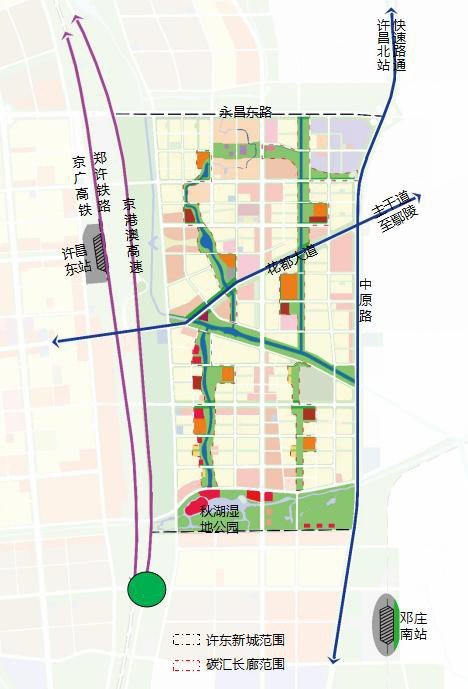 快速路通
许昌北站
永昌东路
郑许铁路
京广高铁
京港澳高速
许昌
东站
主干道
至鄢陵
花都大道
中原路
秋湖湿
地公园
邓庄
南站
许东新城范围
碳汇长廊范围